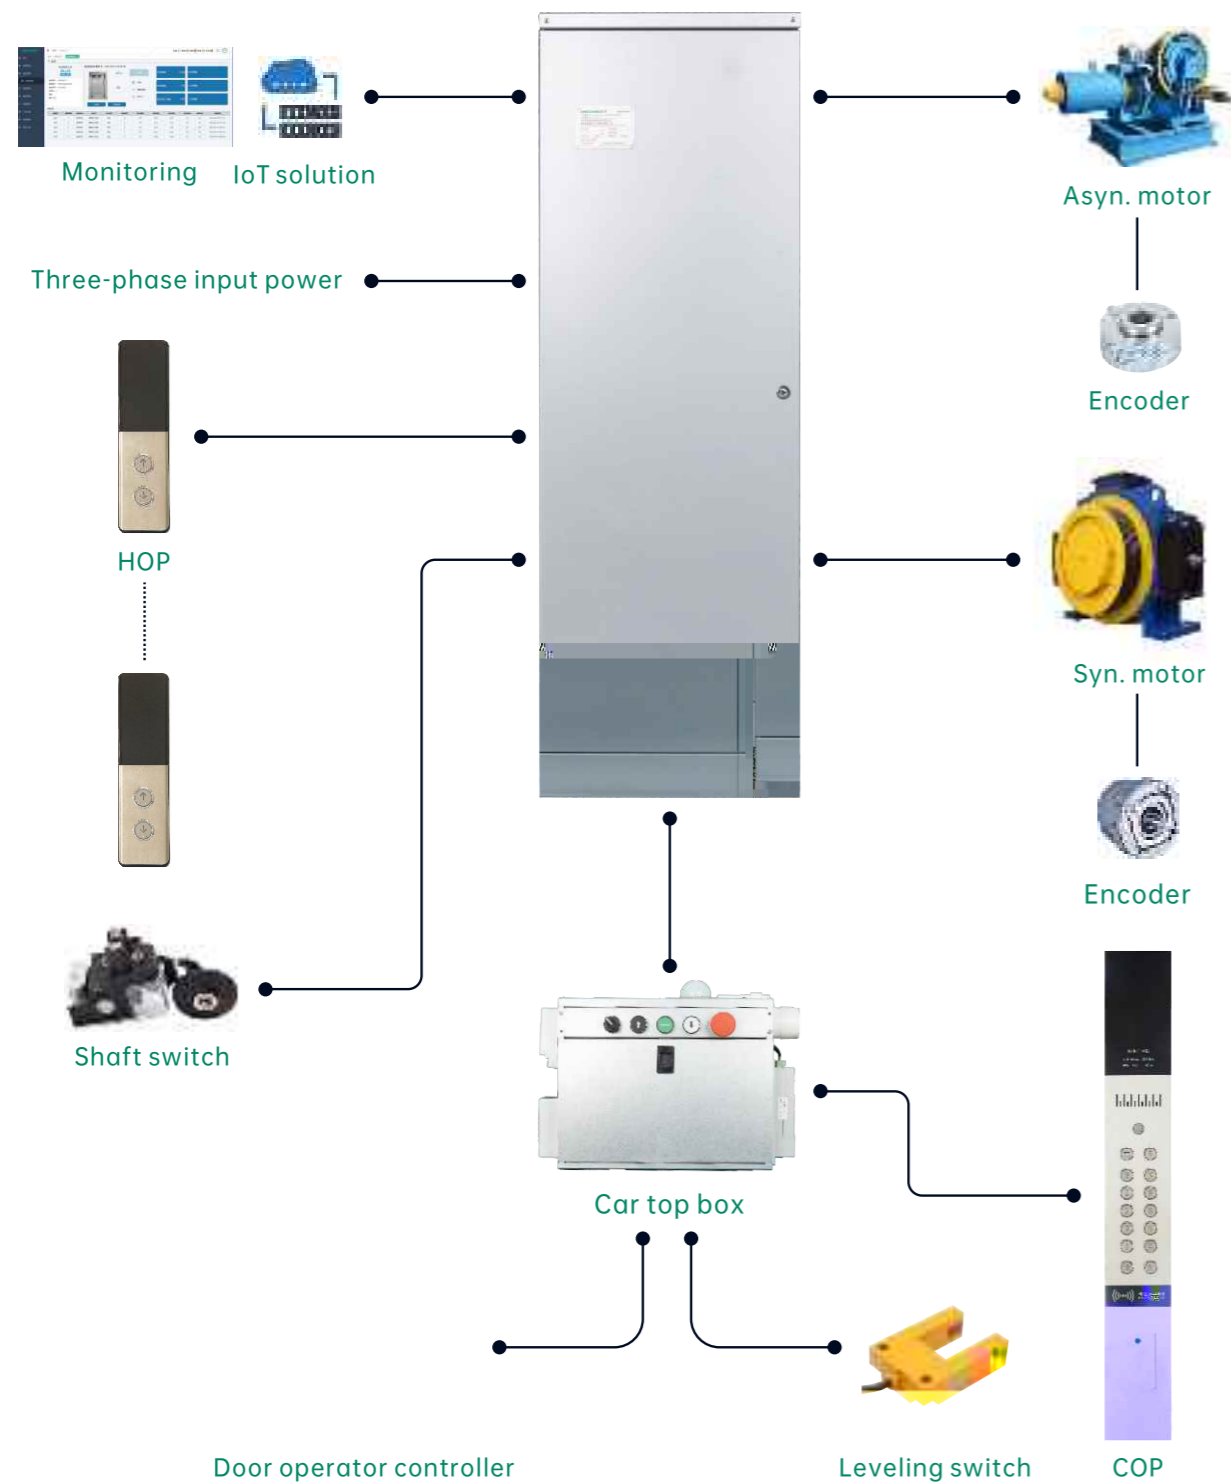 Monitoring
IoT solution
Asyn. motor
Three-phase input power
Encoder
HOP
Syn. motor
Encoder
Shaft switch
Car top box
Door operator controller
Leveling switch
COP